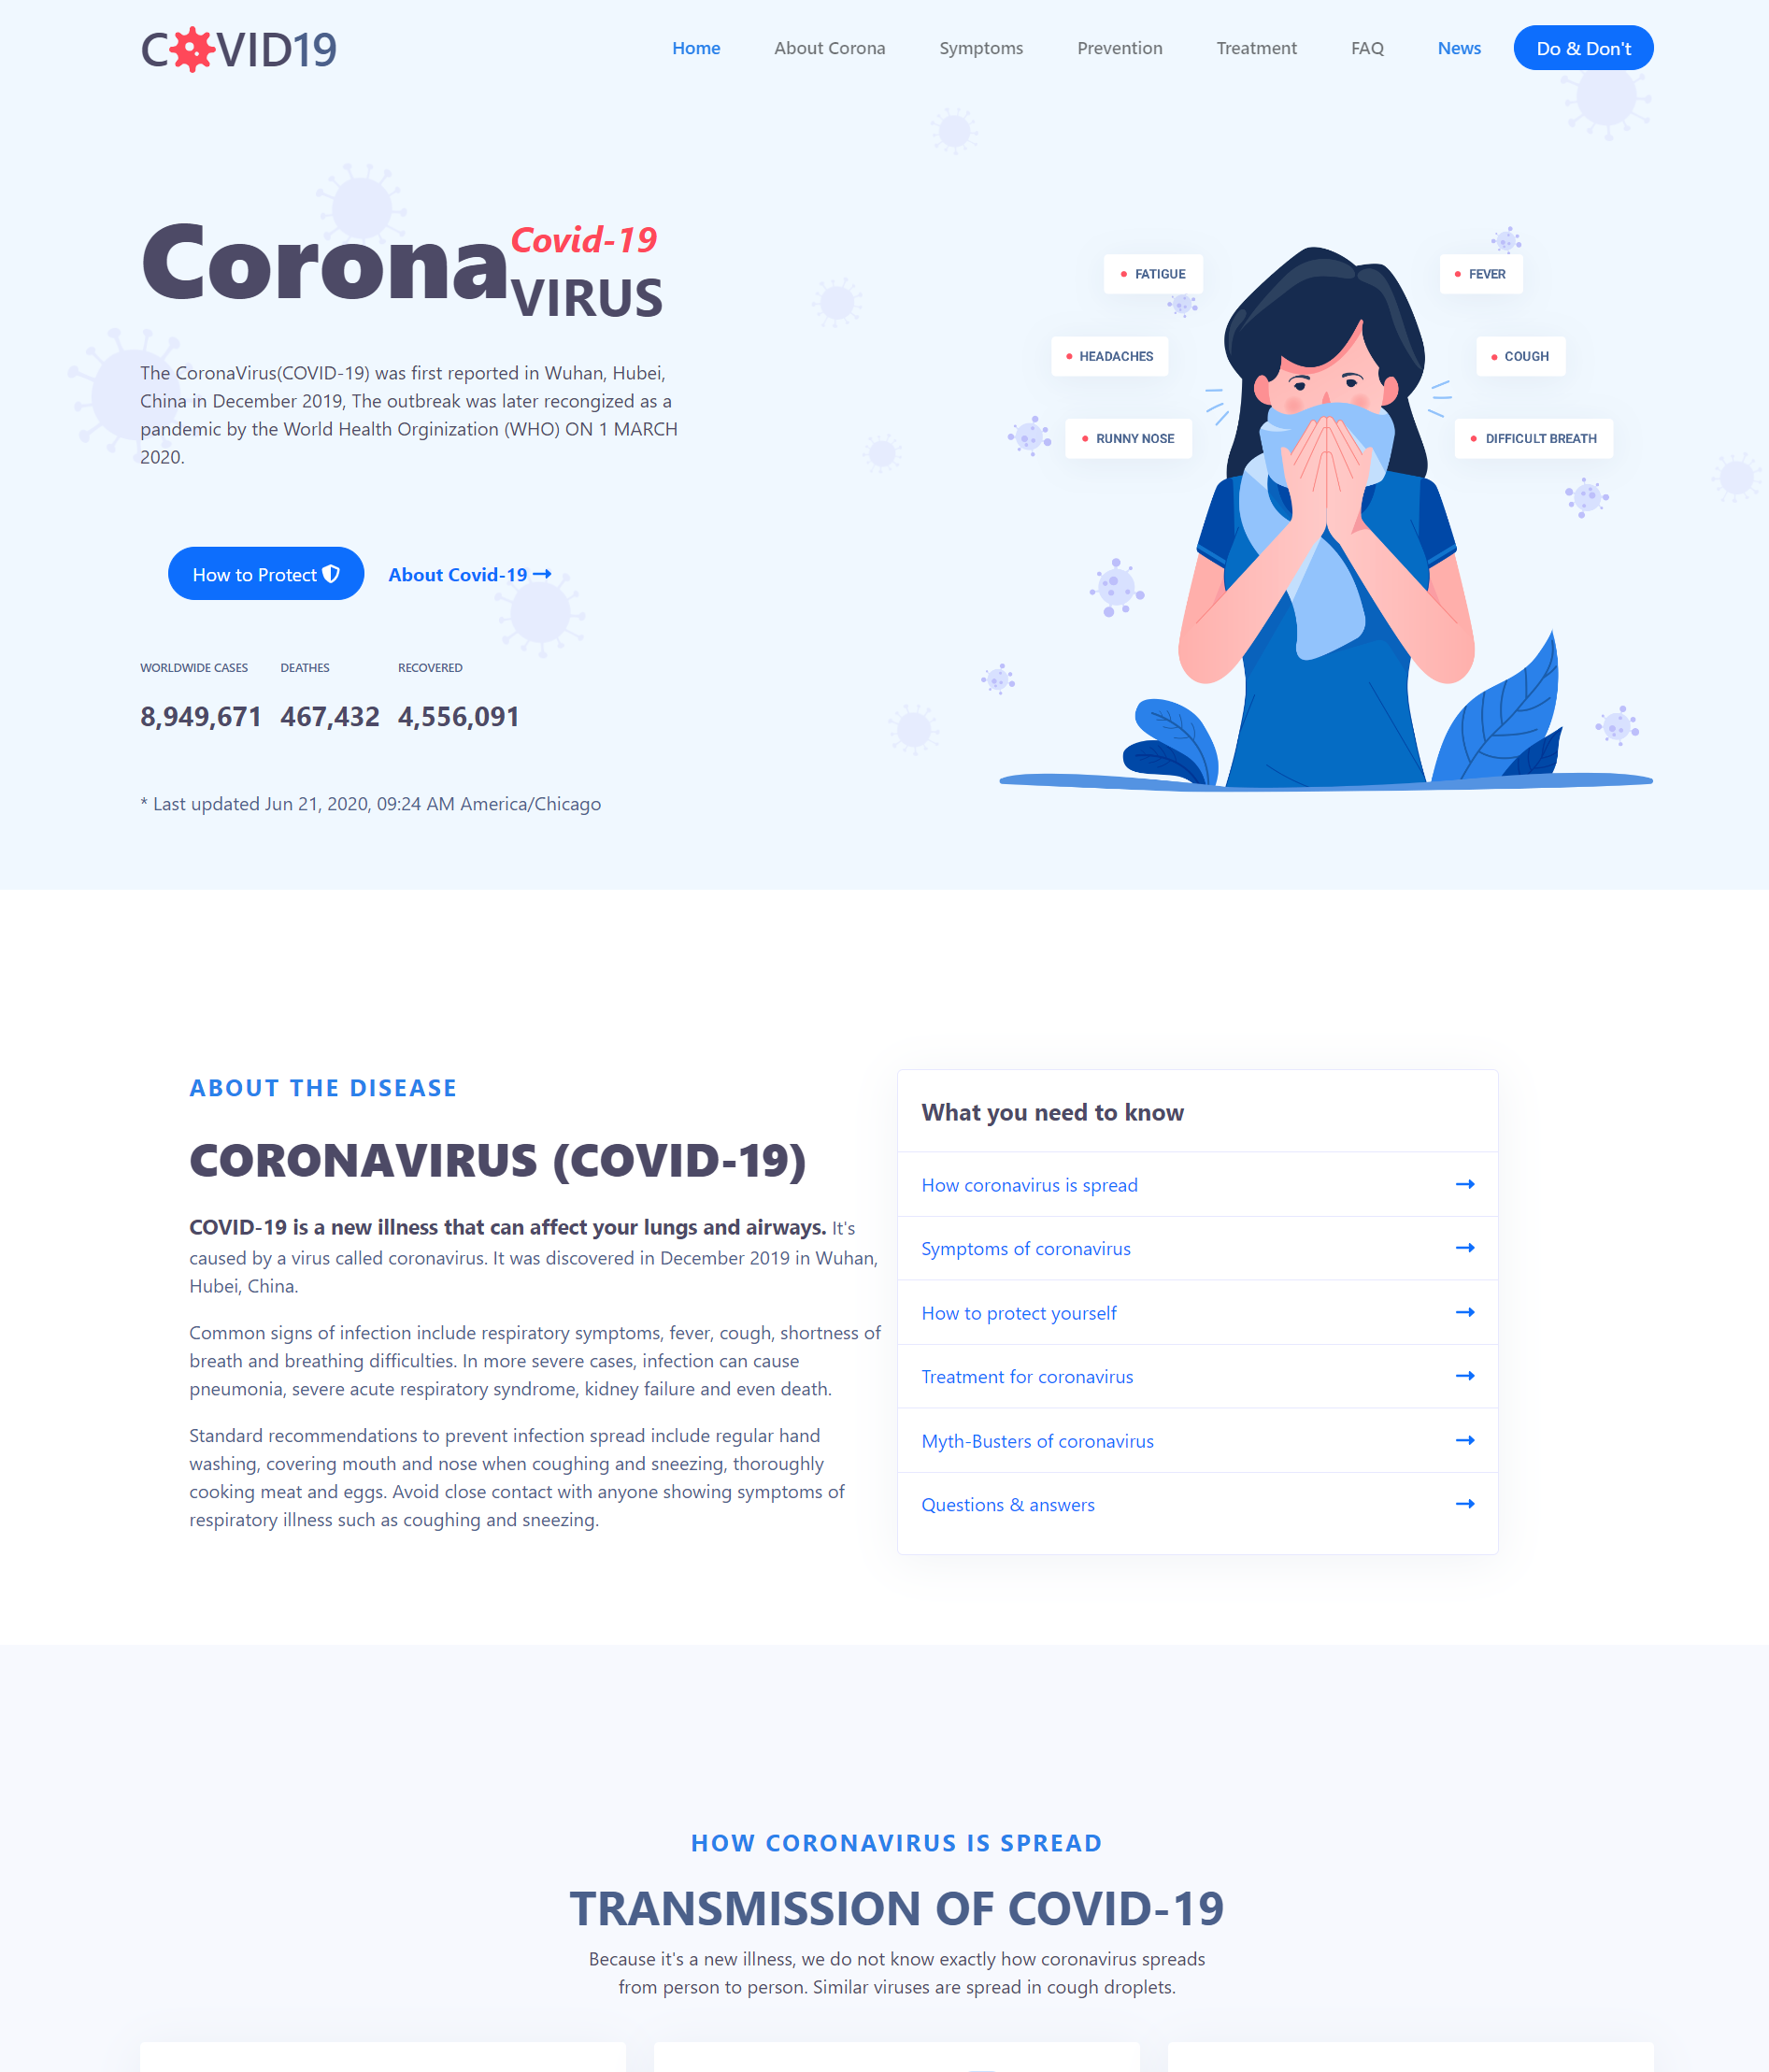 COVID19
Home About Corona Symptoms Prevention Treatment FAQ News Do & Don't
Corona Covid-19
VIRUS
The CoronaVirus(COVID-19) was first reported in Wuhan, Hubei,
China in December 2019, The outbreak was later recongized as a
pandemic by the World Health Orginization (WHO) ON 1 MARCH
2020.
How to Protect About Covid-19
WORLDWIDE CASES DEATHES RECOVERED
8,949,671 467,432 4,556,091
* Last updated Jun 21, 2020, 09:24 AM America/Chicago
FATIGUE FEVER
HEADACHES COUGH
RUNNY NOSE DIFFICULT BREATH
ABOUT THE DISEASE
CORONAVIRUS (COVID-19)
COVID-19 is a new illness that can affect your lungs and airways. It's
caused by a virus called coronavirus. It was discovered in December 2019 in Wuhan,
Hubei, China.
Common signs of infection include respiratory symptoms, fever, cough, shortness of
breath and breathing difficulties. In more severe cases, infection can cause
pneumonia, severe acute respiratory syndrome, kidney failure and even death.
Standard recommendations to prevent infection spread include regular hand
washing, covering mouth and nose when coughing and sneezing, thoroughly
cooking meat and eggs. Avoid close contact with anyone showing symptoms of
respiratory illness such as coughing and sneezing.
What you need to know
How coronavirus is spread
Symptoms of coronavirus
How to protect yourself
Treatment for coronavirus
Myth-Busters of coronavirus
Questions & answers
HOW CORONAVIRUS IS SPREAD
TRANSMISSION OF COVID-19
Because it's a new illness, we do not know exactly how coronavirus spreads
from person to person. Similar viruses are spread in cough droplets.